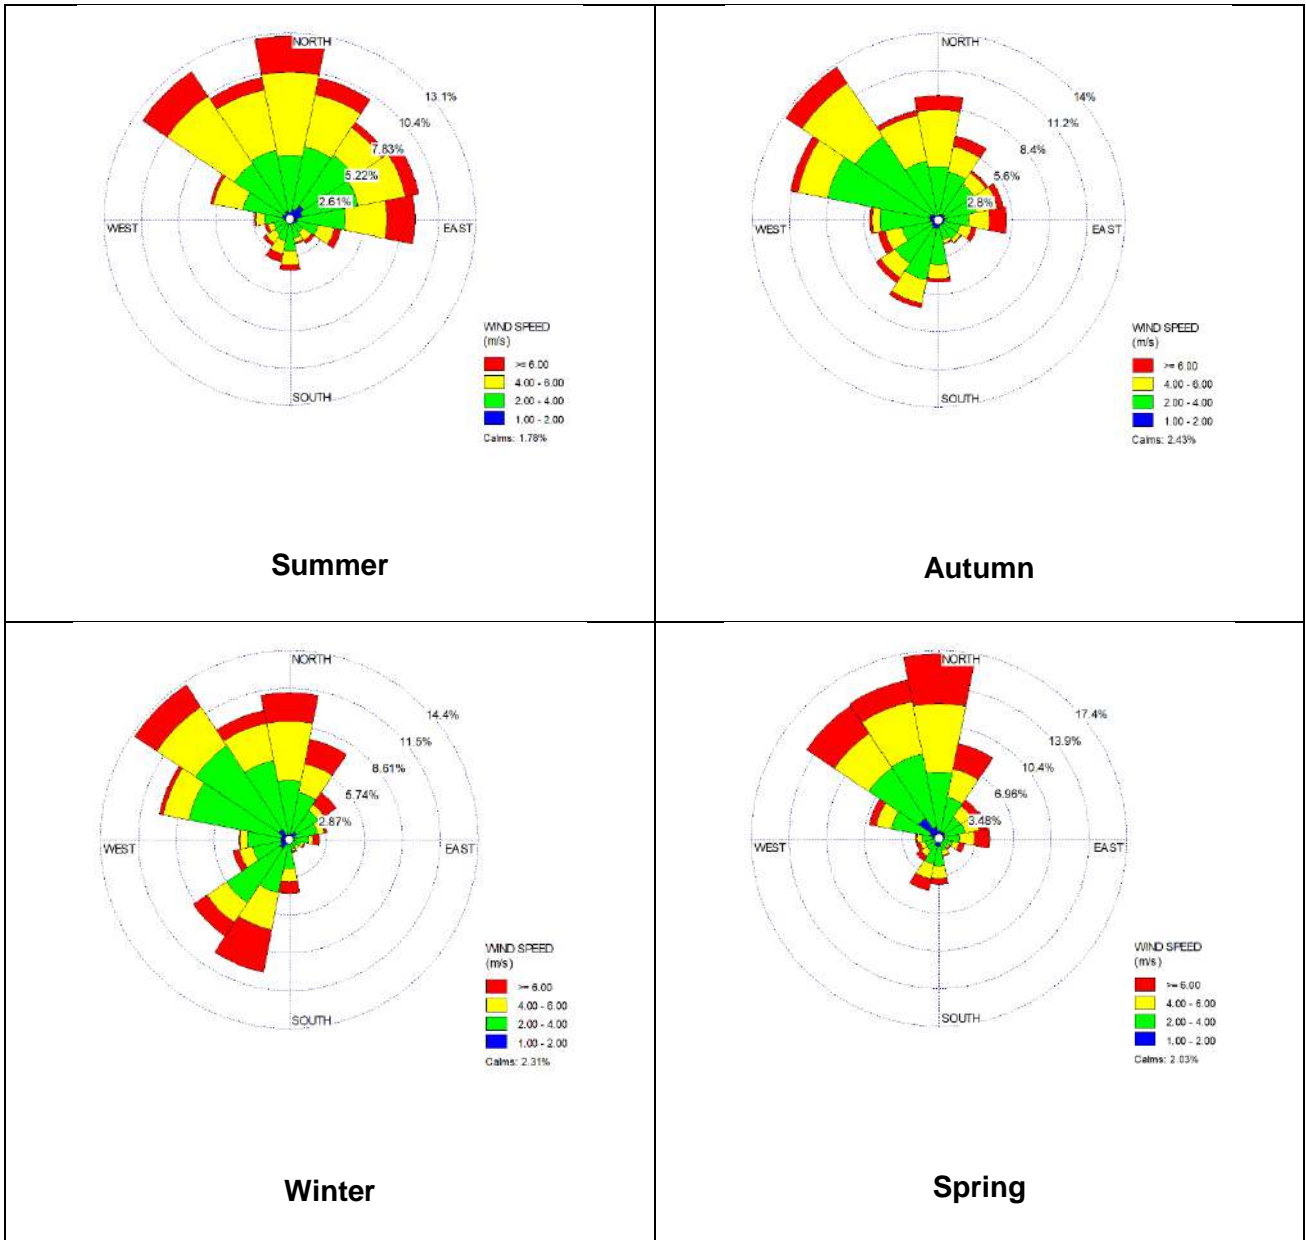 NORTH
13.1%
10.4%
7.83%
5.22%
2.61%
WEST
EAST
SOUTH
WIND SPEED
(m/s)
>= 6.00
4.00 - 6.00
2.00 - 4.00
1.00 - 2.00
Calms: 1.78%
Summer
NORTH
14%
11.2%
8.4%
5.6%
2.8%
WEST
EAST
SOUTH
WIND SPEED
(m/s)
>= 6.00
4.00 - 6.00
2.00 - 4.00
1.00 - 2.00
Calms: 2.43%
Autumn
NORTH
14.4%
11.5%
8.61%
5.74%
2.87%
WEST
EAST
SOUTH
WIND SPEED
(m/s)
>= 6.00
4.00 - 6.00
2.00 - 4.00
1.00 - 2.00
Calms: 2.31%
Winter
NORTH
17.4%
13.9%
10.4%
6.96%
3.48%
WEST
EAST
SOUTH
WIND SPEED
(m/s)
>= 6.00
4.00 - 6.00
2.00 - 4.00
1.00 - 2.00
Calms: 2.03%
Spring